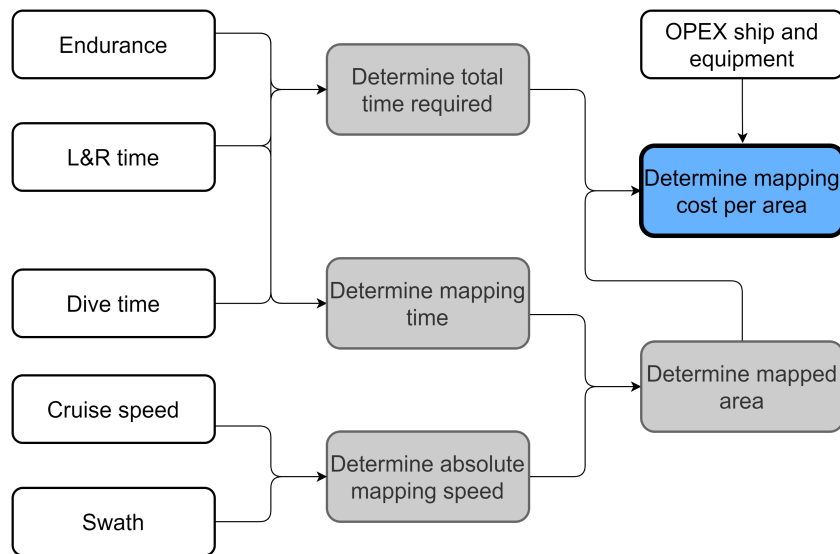 Endurance
L&R time
Dive time
Cruise speed
Swath
Determine total
time required
Determine mapping
time
Determine absolute
mapping speed
OPEX ship and
equipment
Determine mapping
cost per area
Determine mapped
area